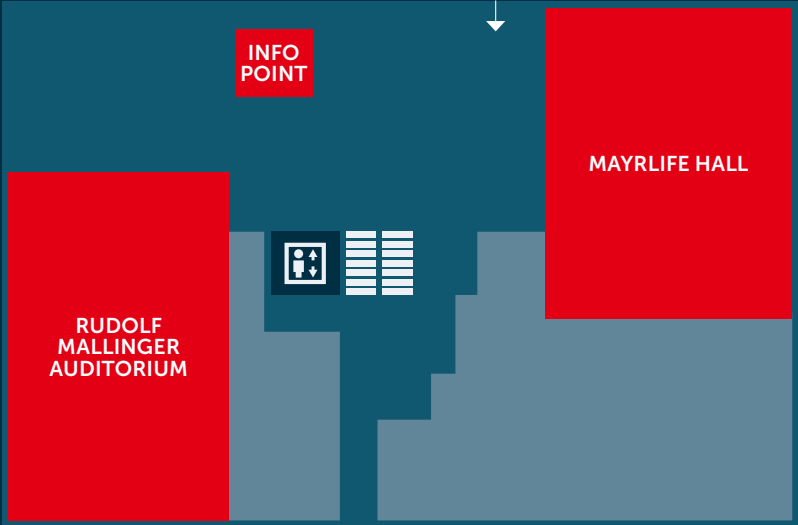 INFO
POINT
MAYRLIFE HALL
RUDOLF
MALLINGER
AUDITORIUM